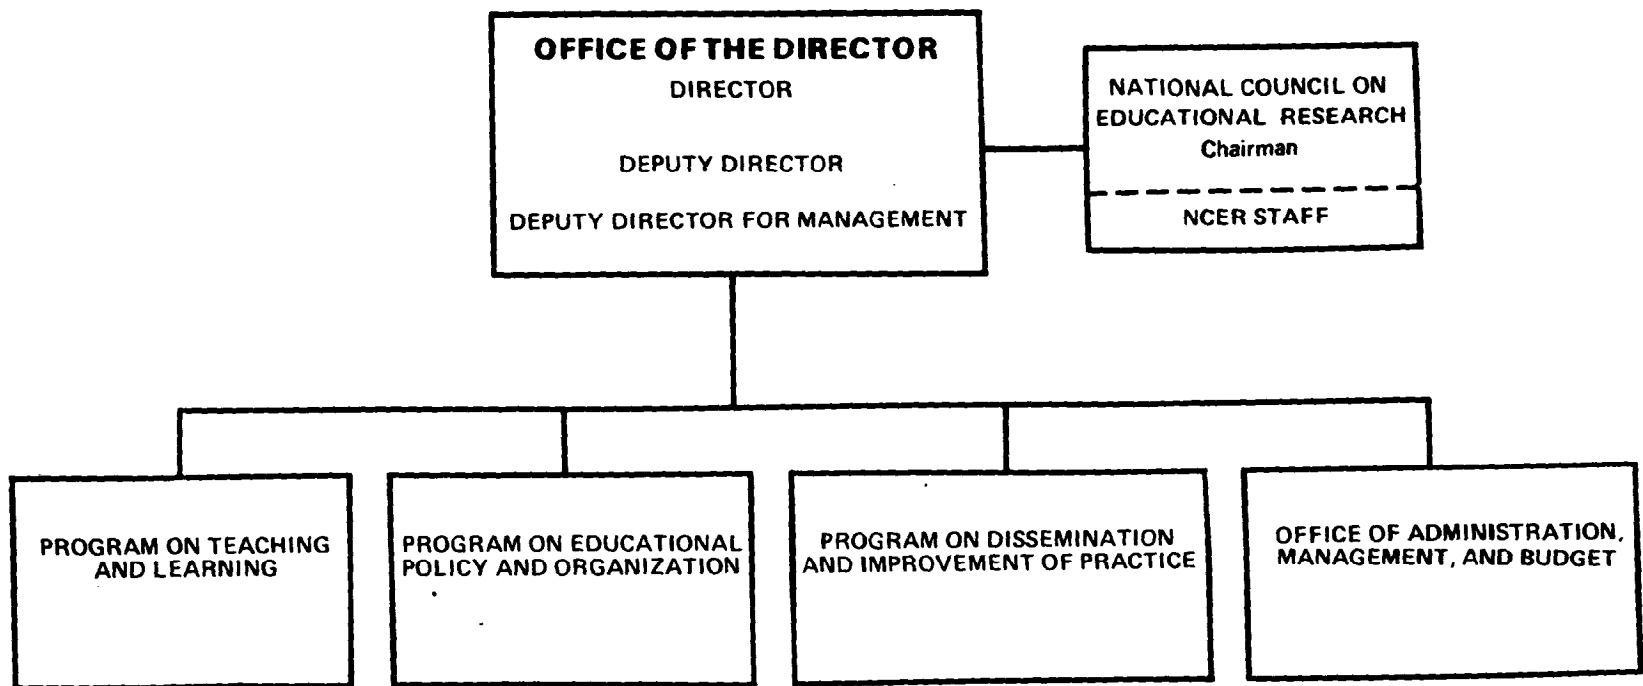 OFFICE OF THE DIRECTOR
DIRECTOR
DEPUTY DIRECTOR
DEPUTY DIRECTOR FOR MANAGEMENT
NATIONAL COUNCIL ON
EDUCATIONAL RESEARCH
Chairman
NCER STAFF
PROGRAM ON TEACHING
AND LEARNING
PROGRAM ON EDUCATIONAL
POLICY AND ORGANIZATION
PROGRAM ON DISSEMINATION
AND IMPROVEMENT OF PRACTICE
OFFICE OF ADMINISTRATION,
MANAGEMENT, AND BUDGET